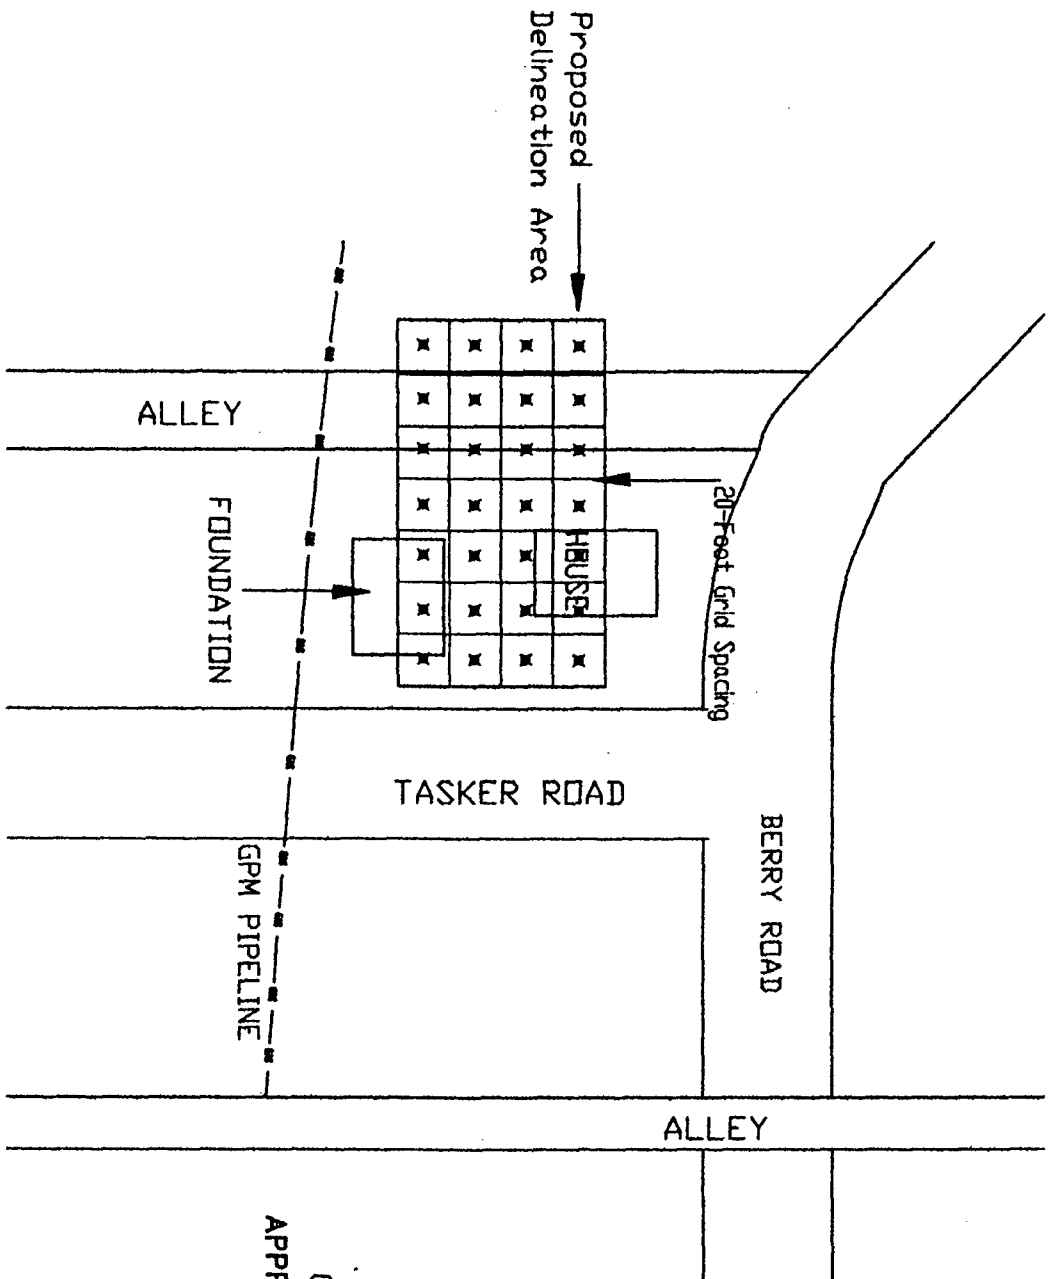 Proposed
Delineation Area
ALLEY
20-Foot Grid Spacing
HOUSE
FOUNDATION
TASKER ROAD
BERRY ROAD
GPM PIPELINE
ALLEY